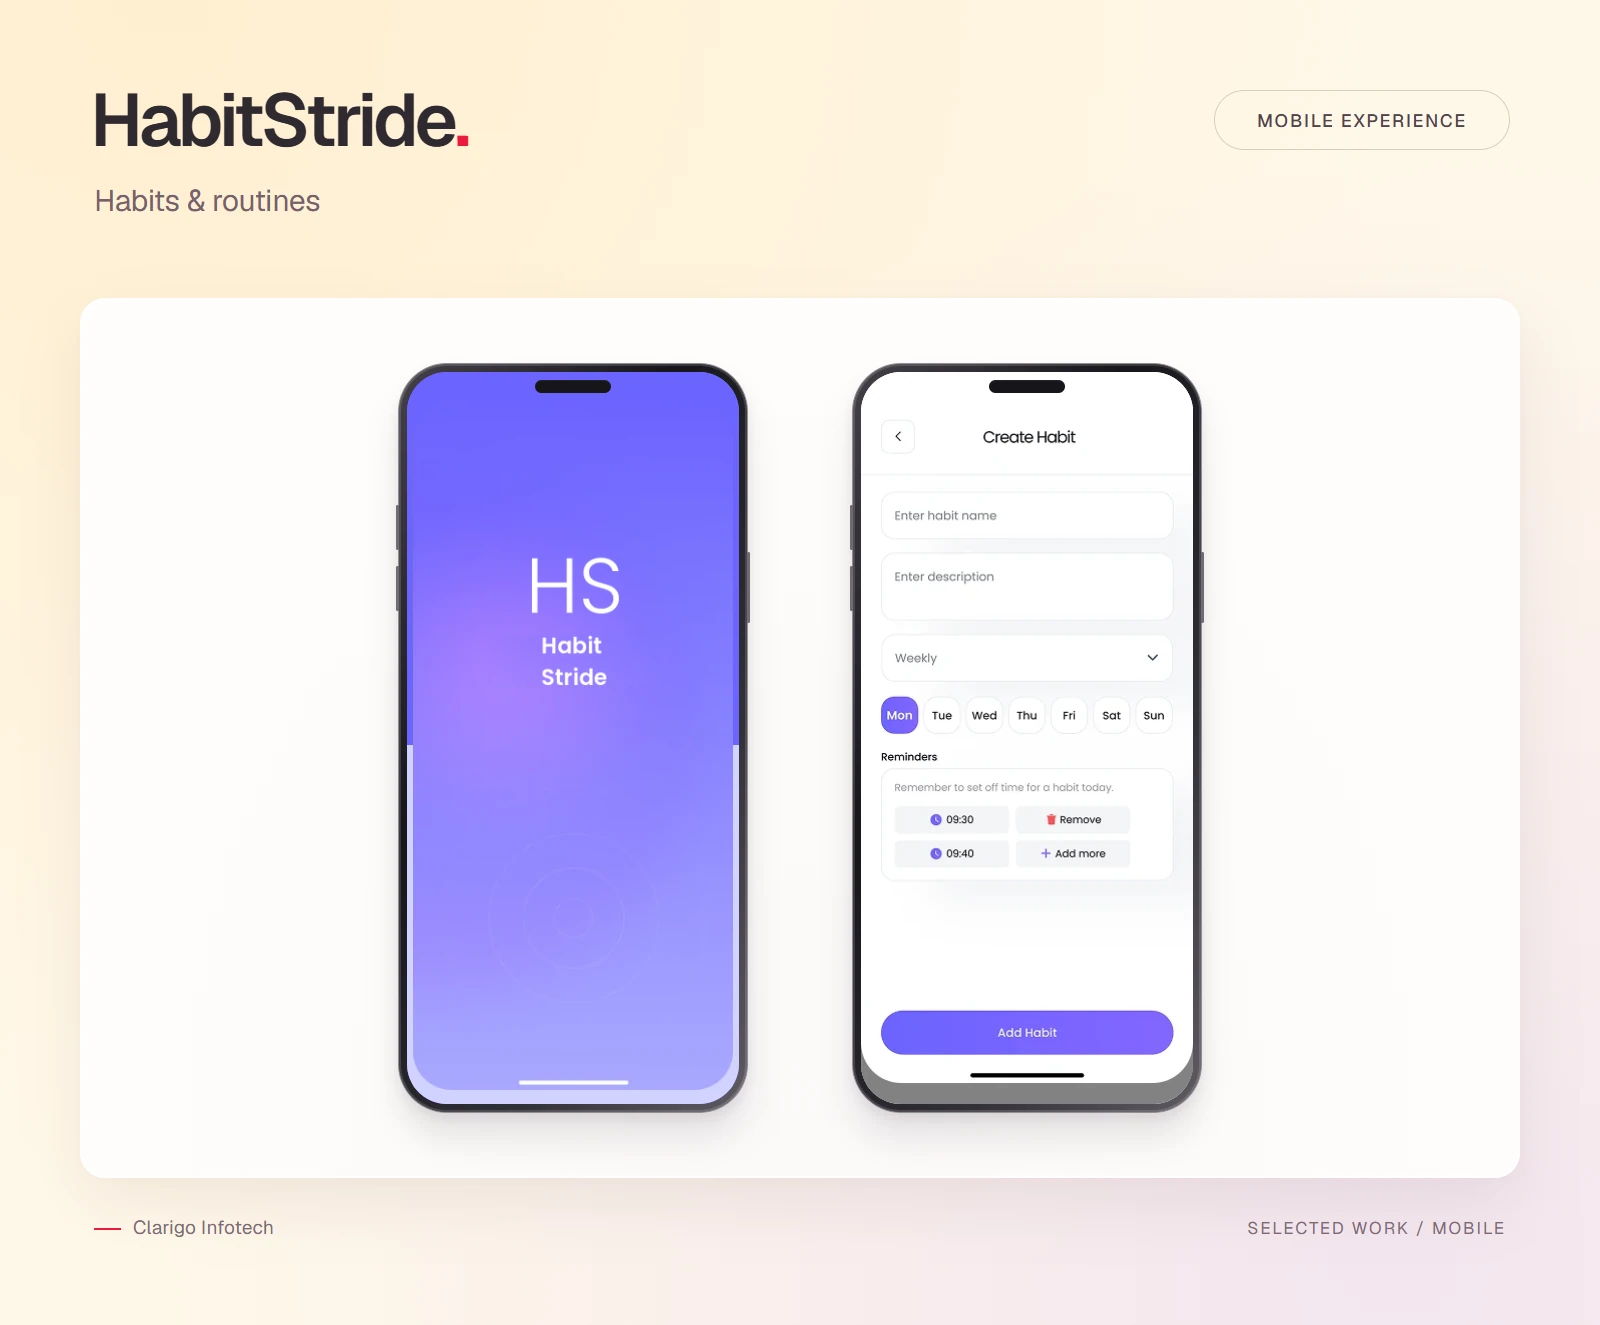 HabitStride.
MOBILE EXPERIENCE
Habits & routines
HS
Habit
Stride
Create Habit
Enter habit name
Enter description
Weekly
Mon Tue Wed Thu Fri Sat Sun
Reminders
Remember to set off time for a habit today.
09:30 Remove
09:40 + Add more
Add Habit
Clarigo Infotech
SELECTED WORK / MOBILE